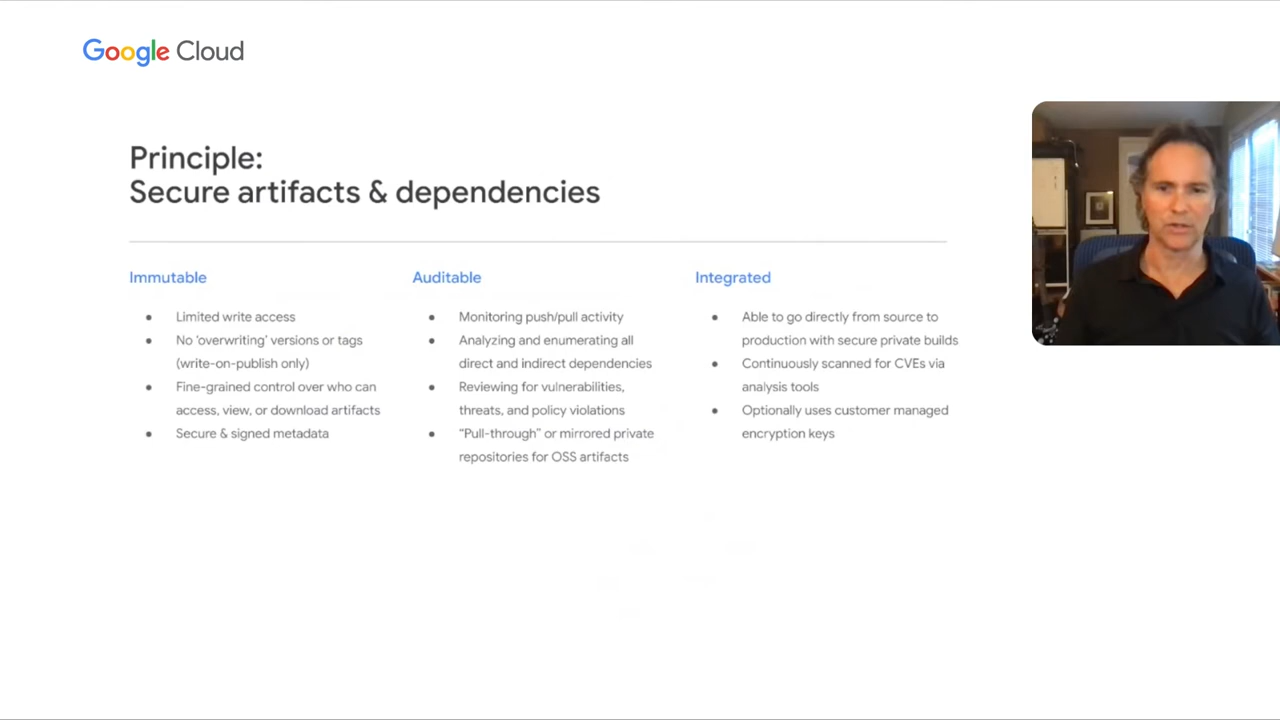 Google Cloud
Principle:
Secure artifacts & dependencies
Immutable
● Limited write access
● No ‘overwriting’ versions or tags
(write-on-publish only)
● Fine-grained control over who can
access, view, or download artifacts
● Secure & signed metadata
Auditable
● Monitoring push/pull activity
● Analyzing and enumerating all
direct and indirect dependencies
● Reviewing for vulnerabilities,
threats, and policy violations
● “Pull-through” or mirrored private
repositories for OSS artifacts
Integrated
● Able to go directly from source to
production with secure private builds
● Continuously scanned for CVEs via
analysis tools
● Optionally uses customer managed
encryption keys